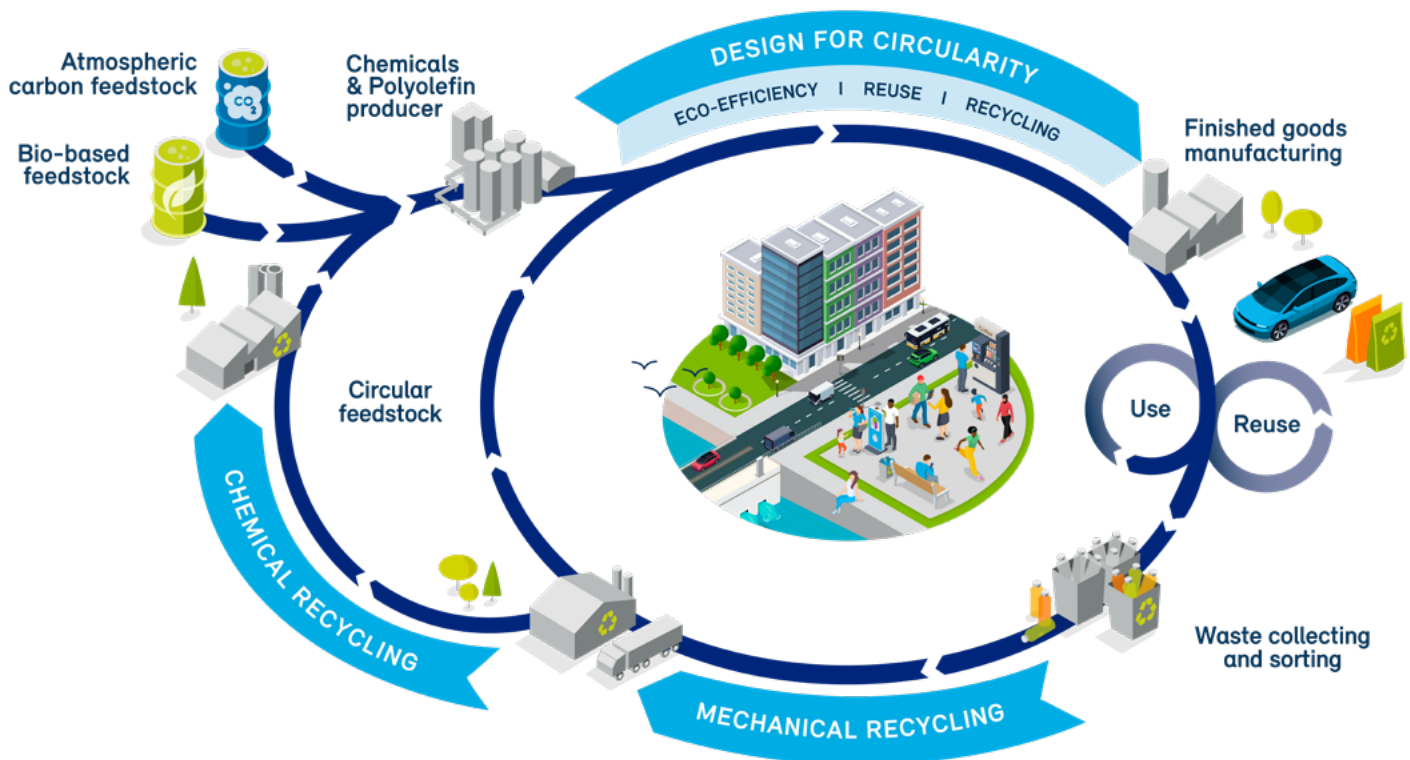 Atmospheric
carbon feedstock
CO2
Bio-based
feedstock
Chemicals
& Polyolefin
producer
DESIGN FOR CIRCULARITY
ECO-EFFICIENCY I REUSE I RECYCLING
Finished goods
manufacturing
Circular
feedstock
Use
Reuse
CHEMICAL RECYCLING
MECHANICAL RECYCLING
Waste collecting
and sorting